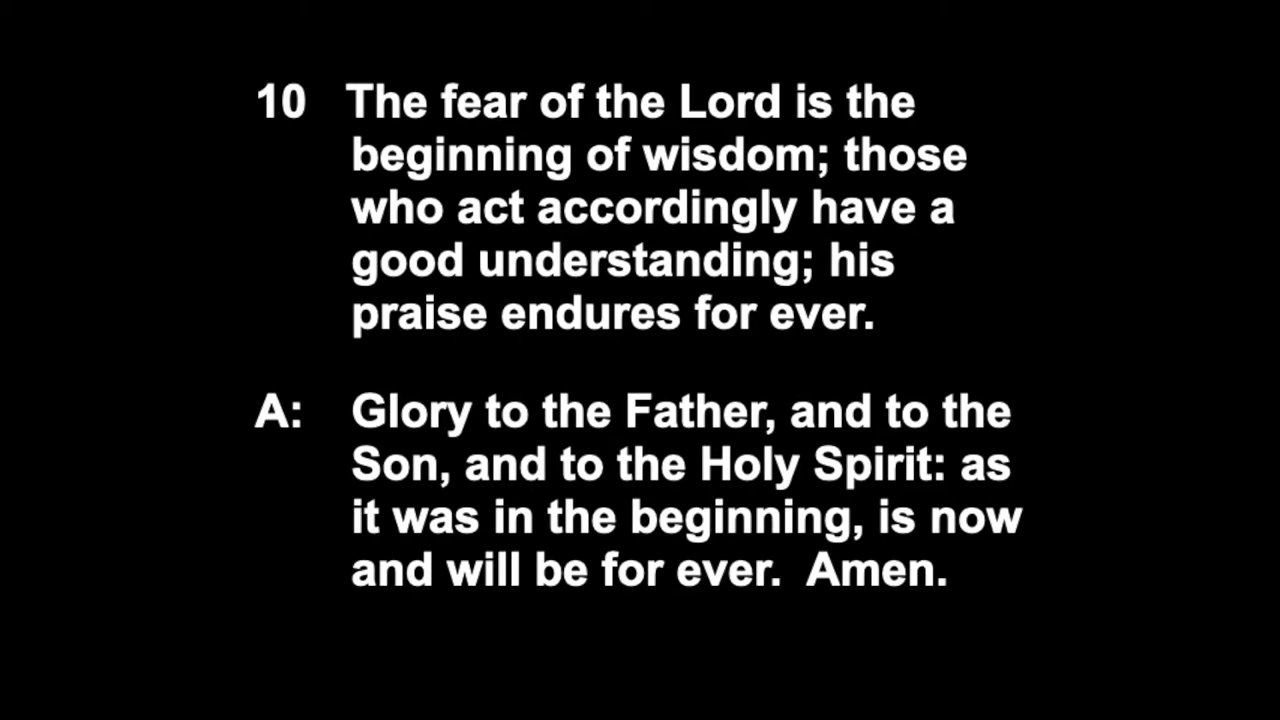 10 The fear of the Lord is the
beginning of wisdom; those
who act accordingly have a
good understanding; his
praise endures for ever.
A: Glory to the Father, and to the
Son, and to the Holy Spirit: as
it was in the beginning, is now
and will be for ever. Amen.